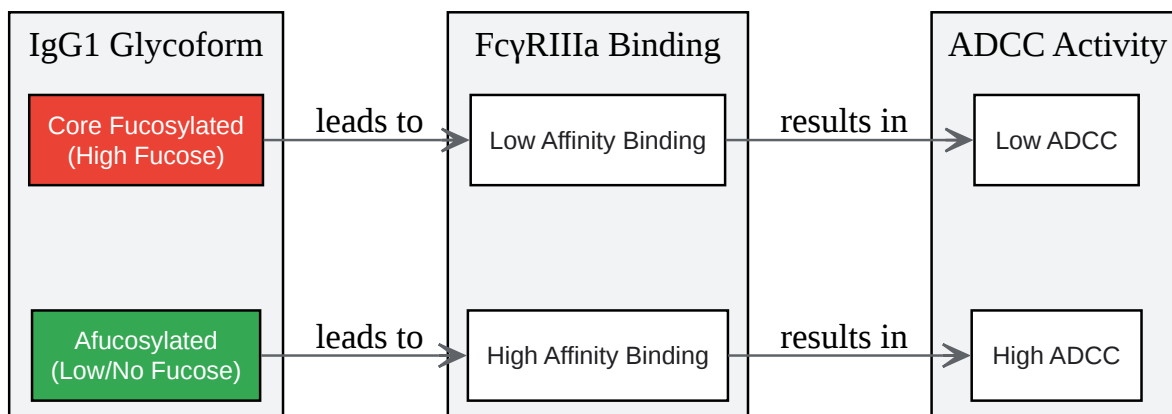 IgG1 Glycoform
FcγRIIIa Binding
ADCC Activity
Core Fucosylated
(High Fucose)
leads to
Low Affinity Binding
results in
Low ADCC
Afucosylated
(Low/No Fucose)
leads to
High Affinity Binding
results in
High ADCC